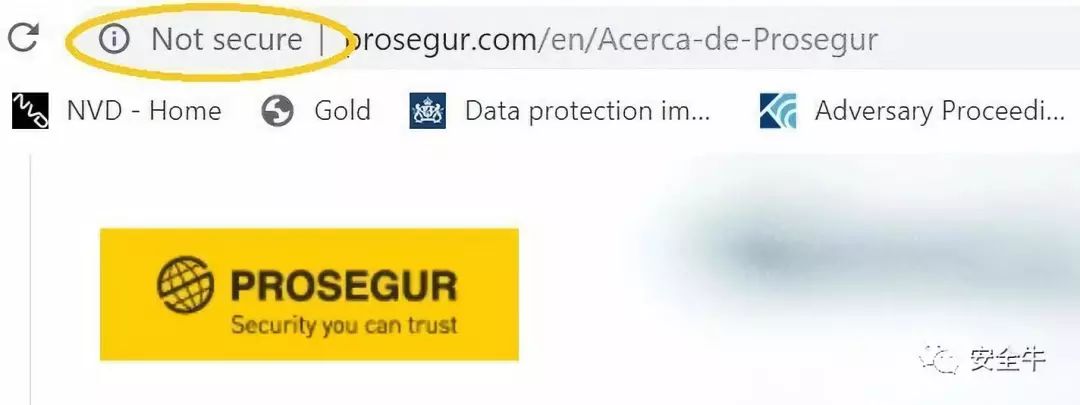 Not secure | prosegur.com/en/Acerca-de-Prosegur
NVD - Home Gold Data protection im... Adversary Proceedi...
PROSEGUR
Security you can trust
安全牛